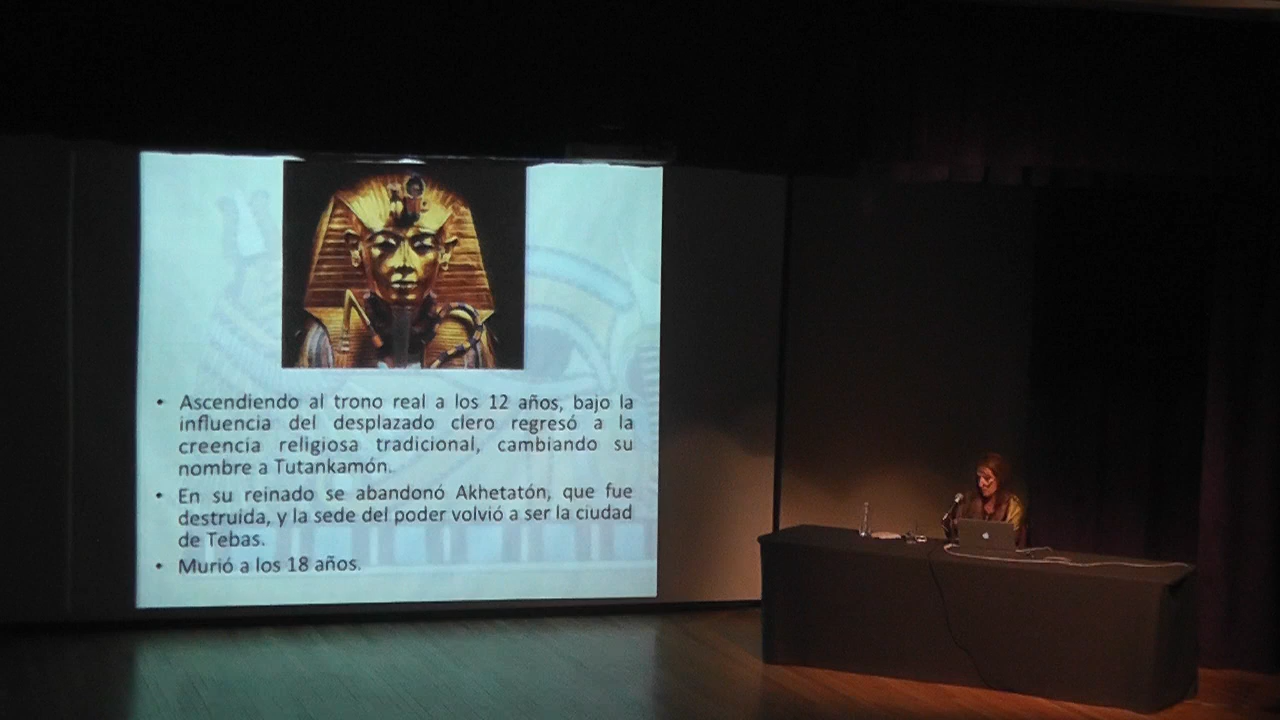 • Ascendiendo al trono real a los 12 años, bajo la
influencia del desplazado clero regresó a la
creencia religiosa tradicional, cambiando su
nombre a Tutankamón.
• En su reinado se abandonó Akhetatón, que fue
destruida, y la sede del poder volvió a ser la ciudad
de Tebas.
• Murió a los 18 años.